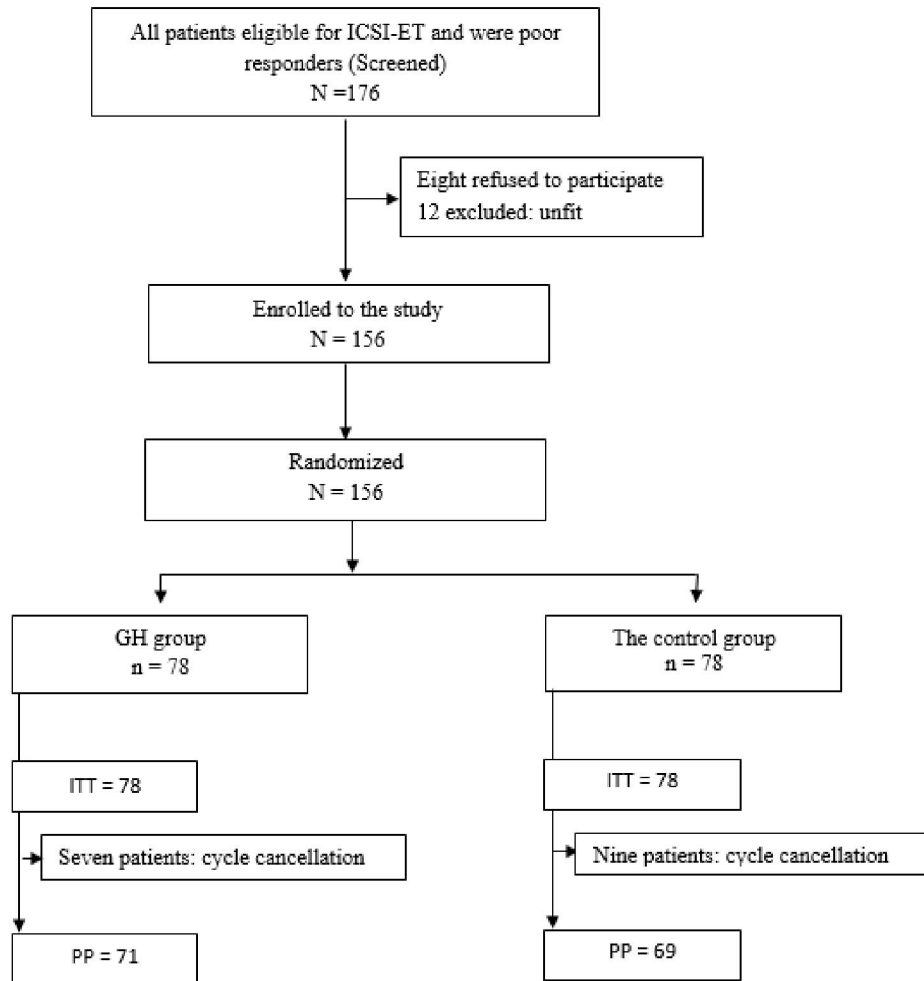 All patients eligible for ICSI-ET and were poor
responders (Screened)
N =176
Eight refused to participate
12 excluded: unfit
Enrolled to the study
N = 156
Randomized
N = 156
GH group
n = 78
The control group
n = 78
ITT = 78
ITT = 78
Seven patients: cycle cancellation
Nine patients: cycle cancellation
PP = 71
PP = 69